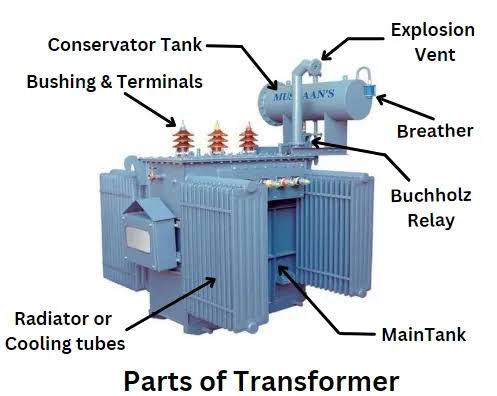 Explosion
Vent
Conservator Tank
Bushing & Terminals
Breather
Buchholz
Relay
Radiator or
Cooling tubes
MainTank
Parts of Transformer